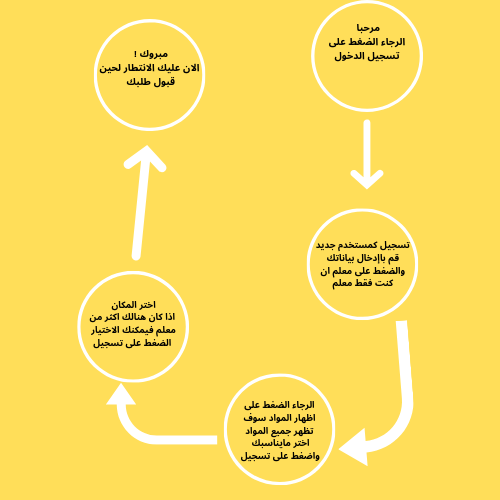 مرحبا
الرجاء الضغط على
تسجيل الدخول
تسجيل كمستخدم جديد
قم بإدخال بياناتك
والضغط على معلم ان
كنت فقط معلم
الرجاء الضغط على
اظهار المواد سوف
تظهر جميع المواد
اختر مايناسبك
واضغط على تسجيل
اختر المكان
اذا كان هنالك اكثر من
معلم فيمكنك الاختيار
الضغط على تسجيل
مبروك !
الان عليك الانتظار لحين
قبول طلبك